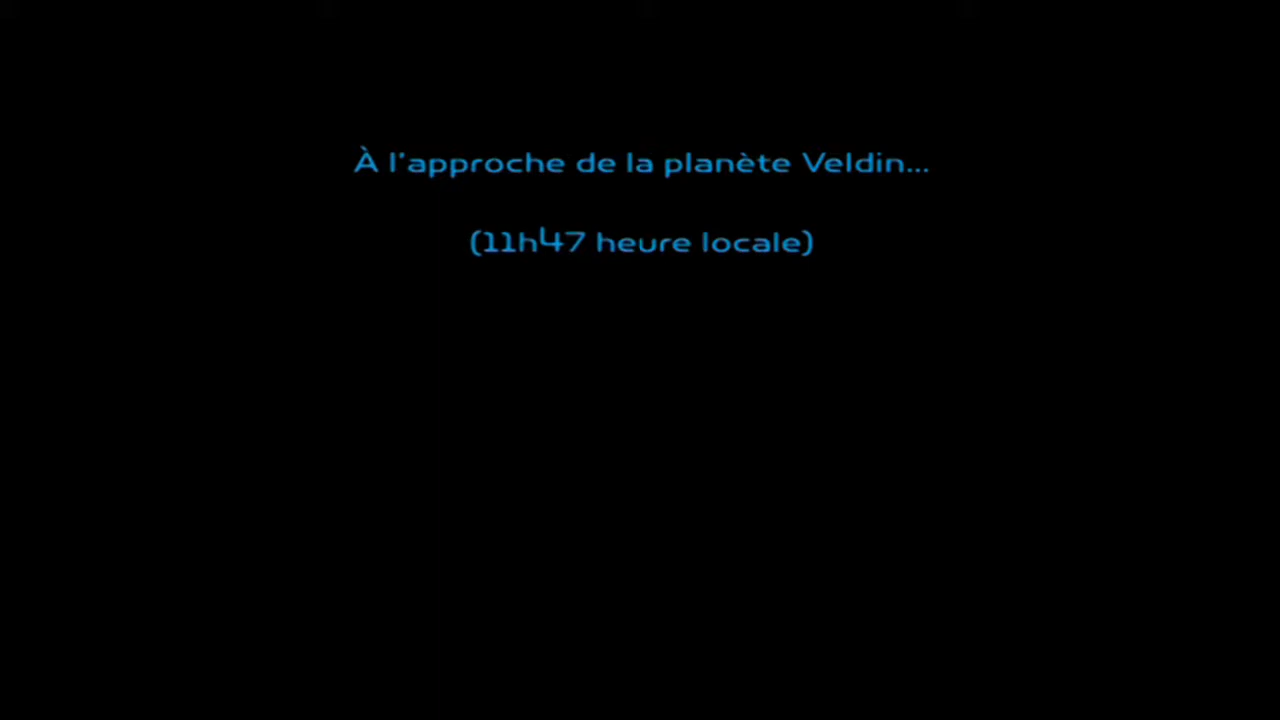 À l'approche de la planète Veldin...
(11h47 heure locale)